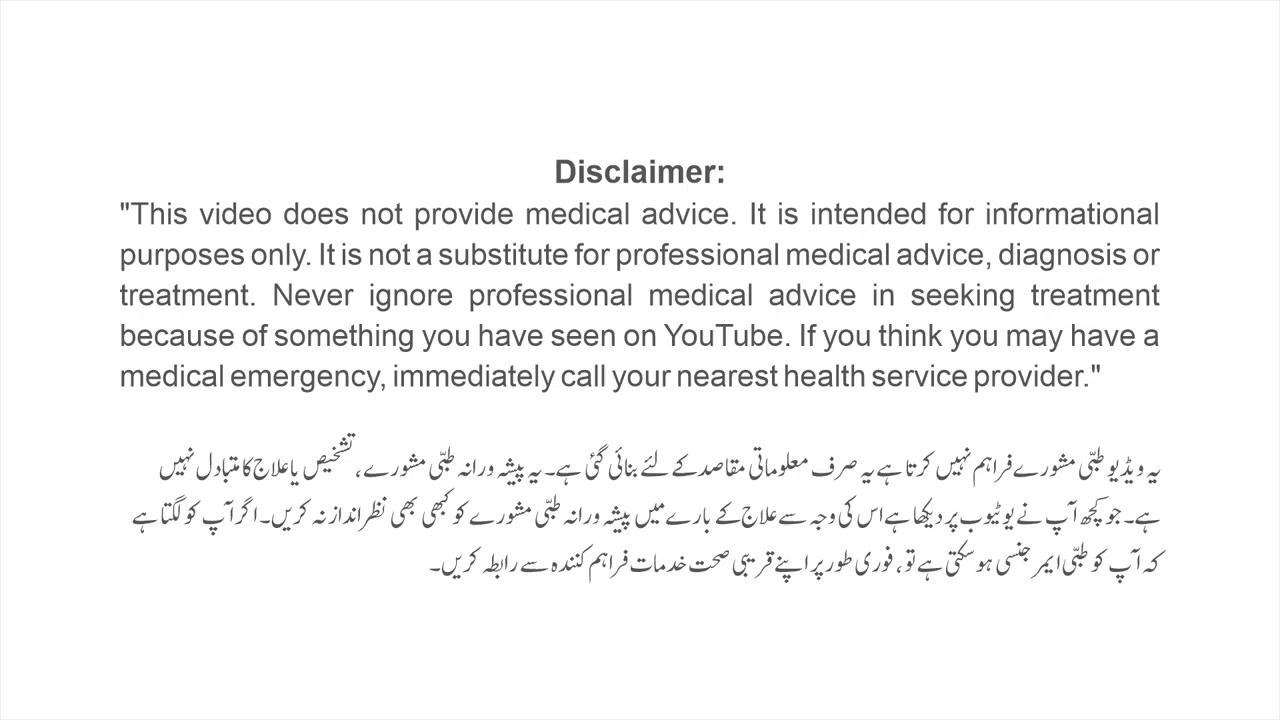 Disclaimer:
"This video does not provide medical advice. It is intended for informational
purposes only. It is not a substitute for professional medical advice, diagnosis or
treatment. Never ignore professional medical advice in seeking treatment
because of something you have seen on YouTube. If you think you may have a
medical emergency, immediately call your nearest health service provider."
یہ ویڈیو طبّی مشورے فراہم نہیں کرتا ہے یہ صرف معلوماتی مقاصد کے لئے بنائی گئی ہے۔ یہ پیشہ ورانہ طبّی مشورے ، تشخیص یا علاج کا متبادل نہیں
ہے۔ جو کچھ آپ نے یوٹیوب پر دیکھا ہے اس کی وجہ سے علاج کے بارے میں پیشہ ورانہ طبّی مشورے کو کبھی بھی نظر انداز نہ کریں۔ اگر آپ کو لگتا ہے
کہ آپ کو طبّی ایمرجنسی ہوسکتی ہے تو ، فوری طور پر اپنے قریبی صحت خدمات فراہم کنندہ سے رابطہ کریں۔